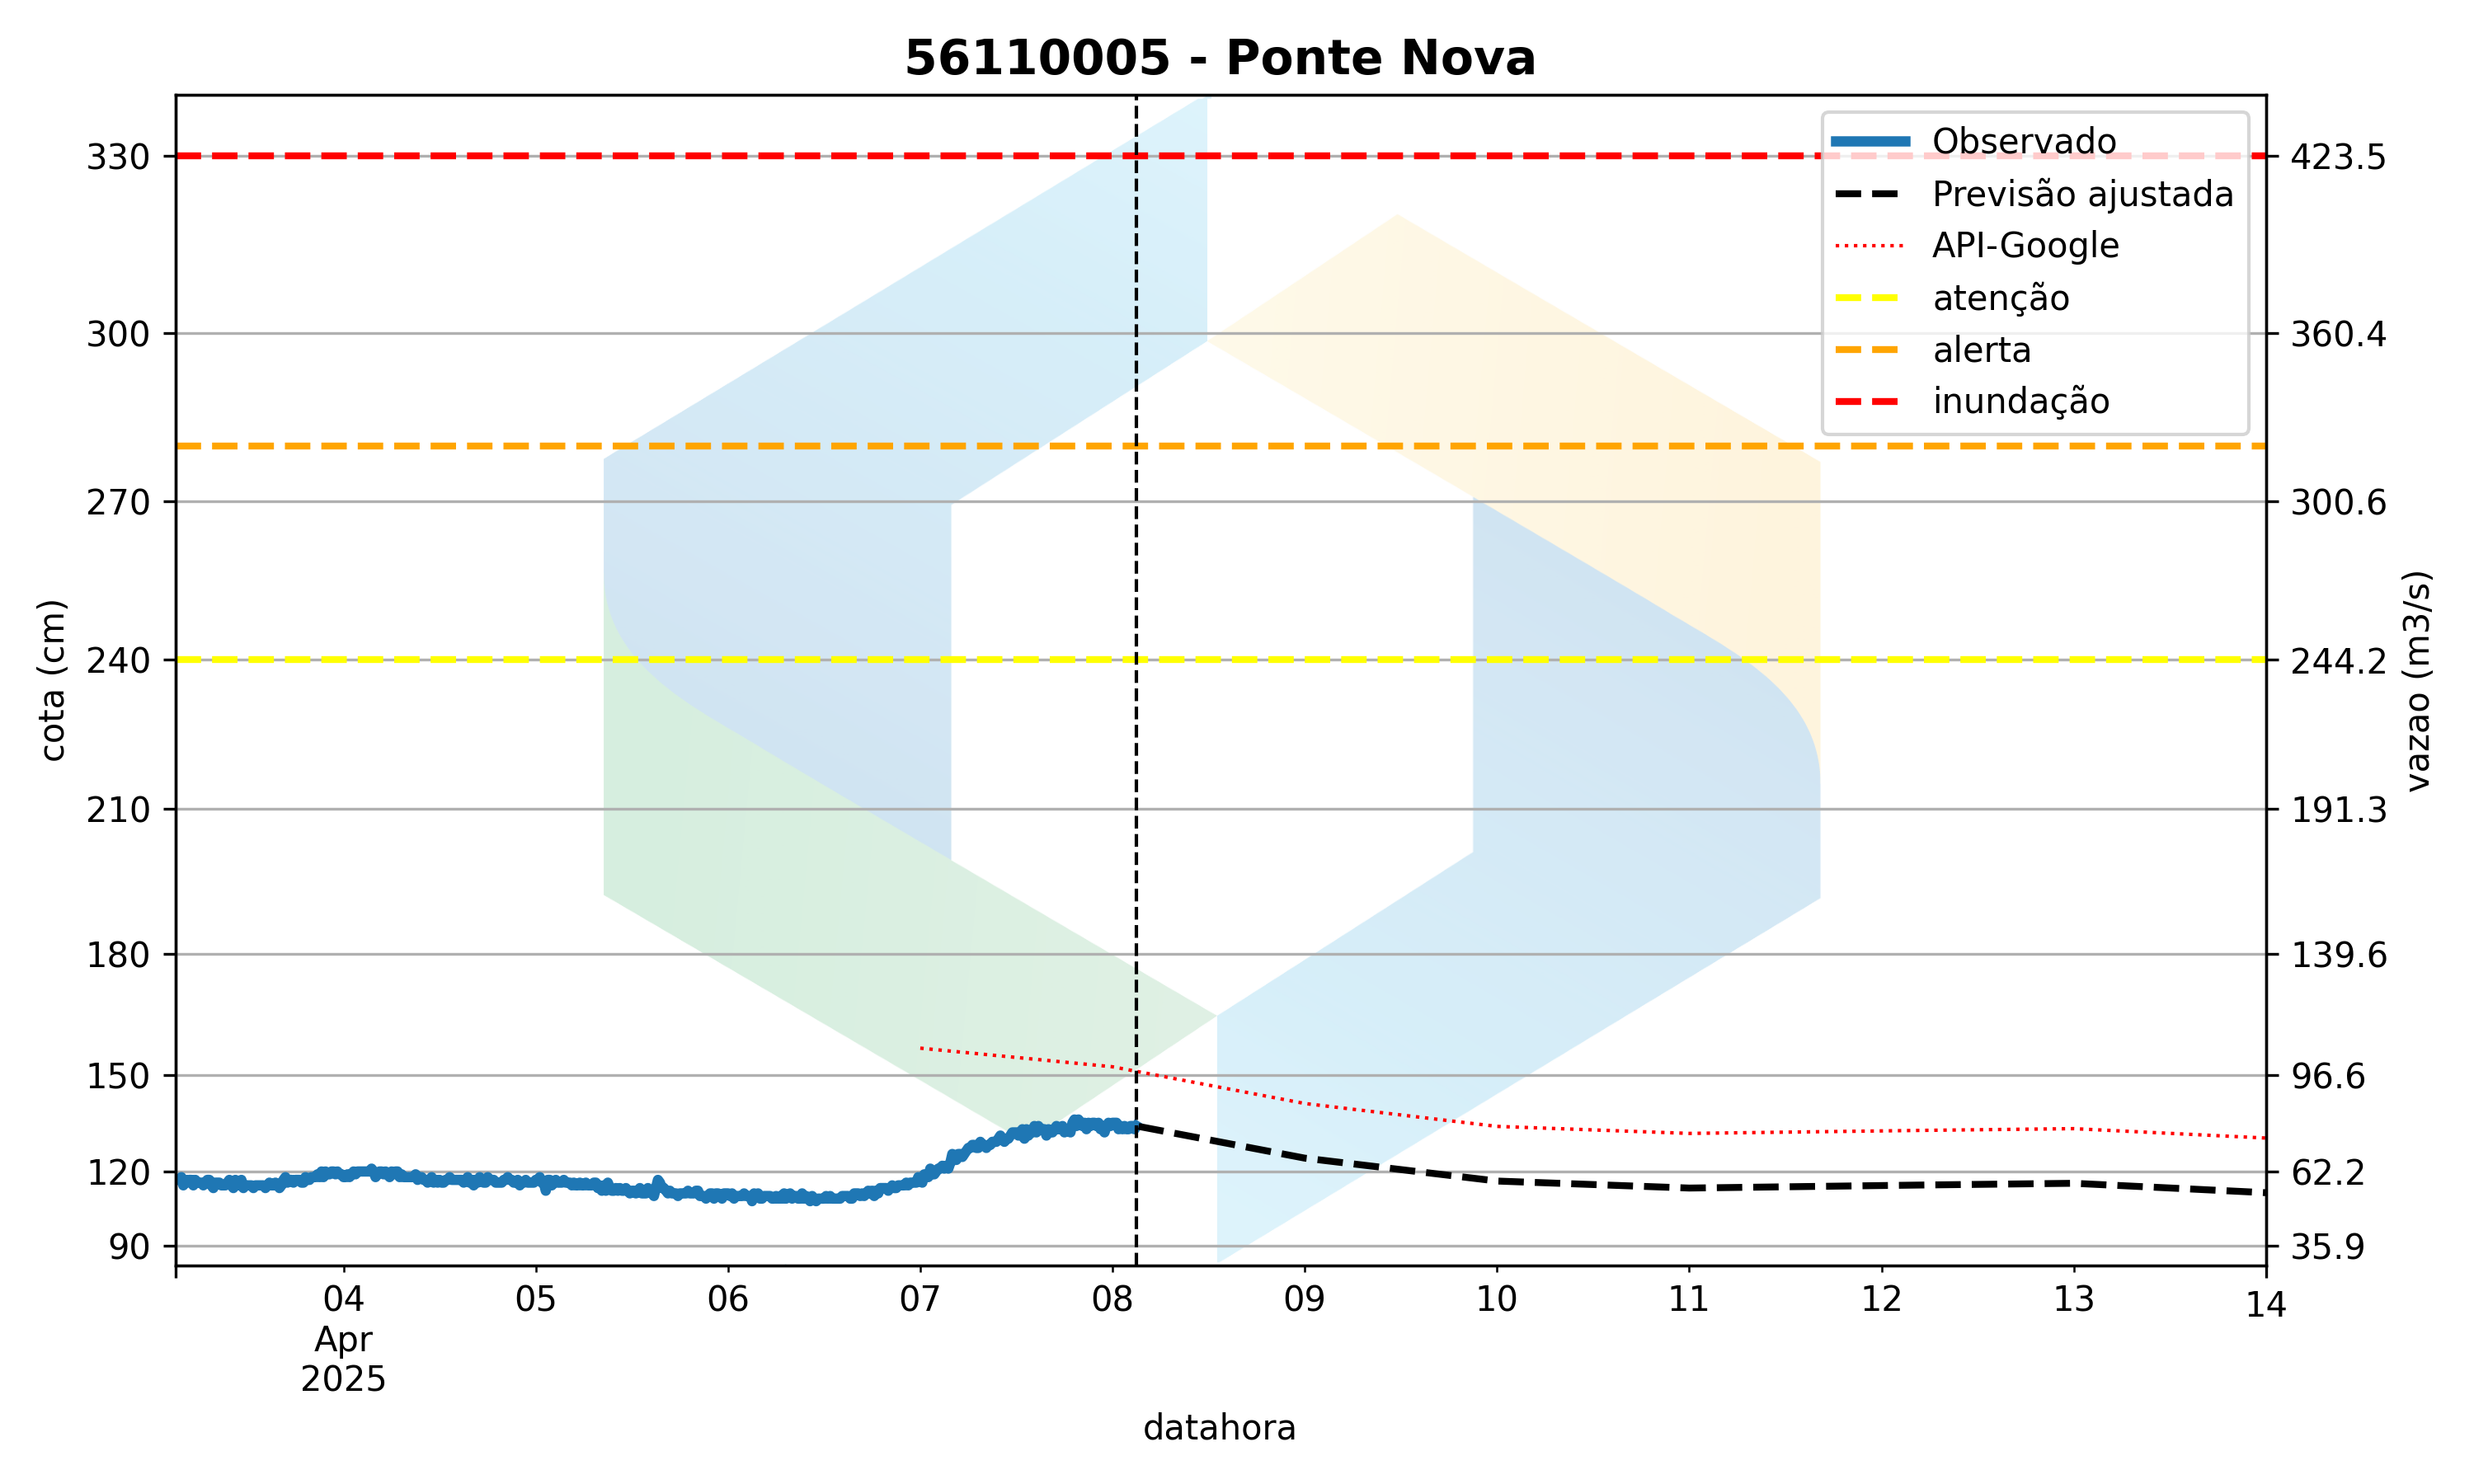 56110005 - Ponte Nova
cota (cm)
330
300
270
240
210
180
150
120
90
Observado
Previsão ajustada
API-Google
atenção
alerta
inundação
423.5
360.4
300.6
244.2
191.3
139.6
96.6
62.2
35.9
vazao (m3/s)
04 05 06 07 08 09 10 11 12 13 14
Apr
2025
datahora